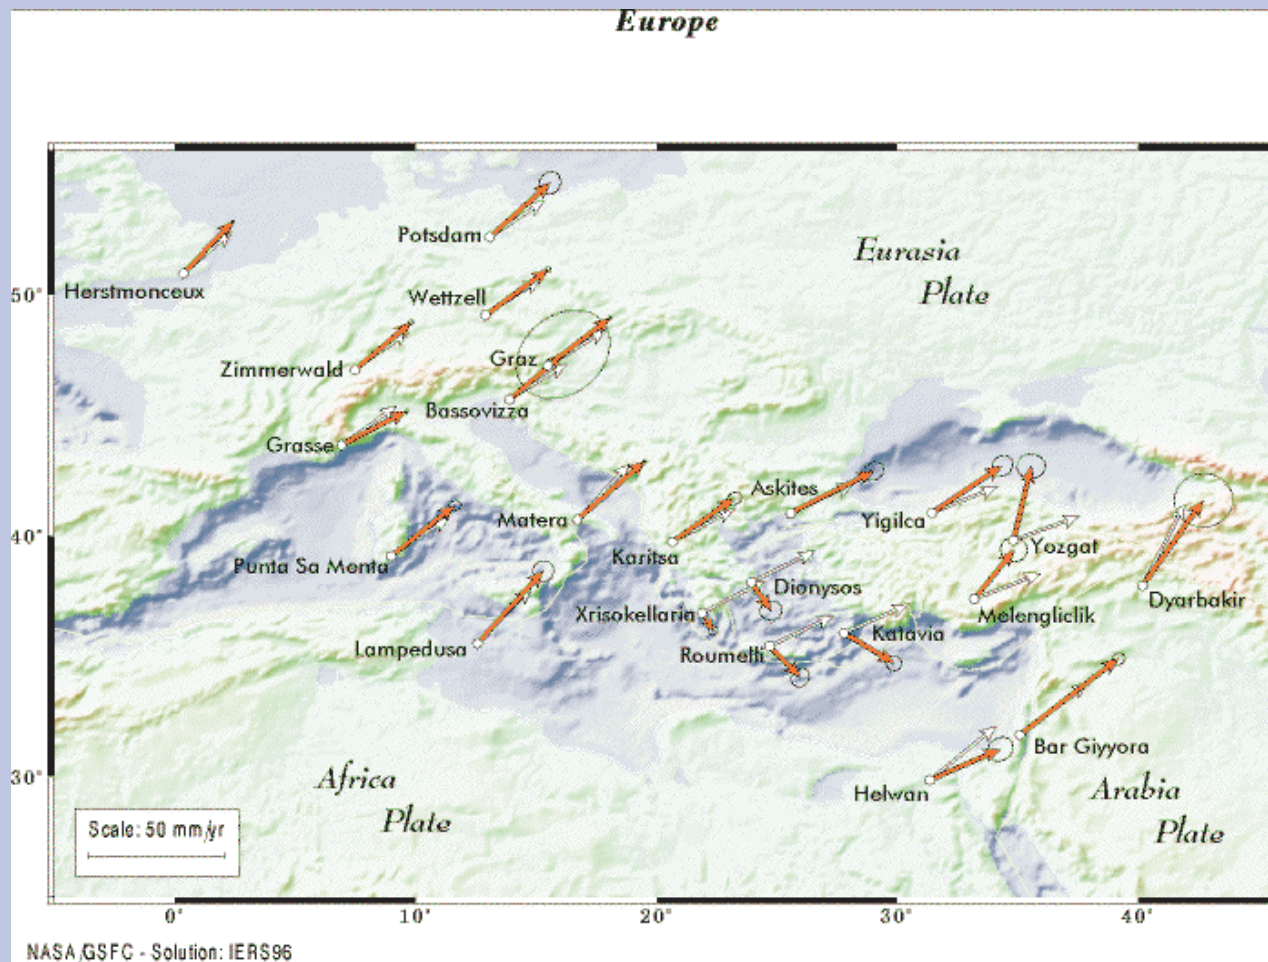 Europe
Potsdam
Eurasia
Plate
Herstmonceux
50°
Wettzell
Zimmerwald
Graz
Bassovizza
Grasse
Askites
Matera
Yigilca
40°
Karitsa
Yozgat
Punta Sa Menta
Dionysos
Dyarbakir
Xrisokellaria
Melengliclik
Katavia
Lampedusa
Roumelli
Bar Giyyora
30°
Africa
Plate
Helwan
Arabia
Plate
Scale: 50 mm/yr
0°
10°
20°
30°
40°
NASA/GSFC - Solution: IERS96